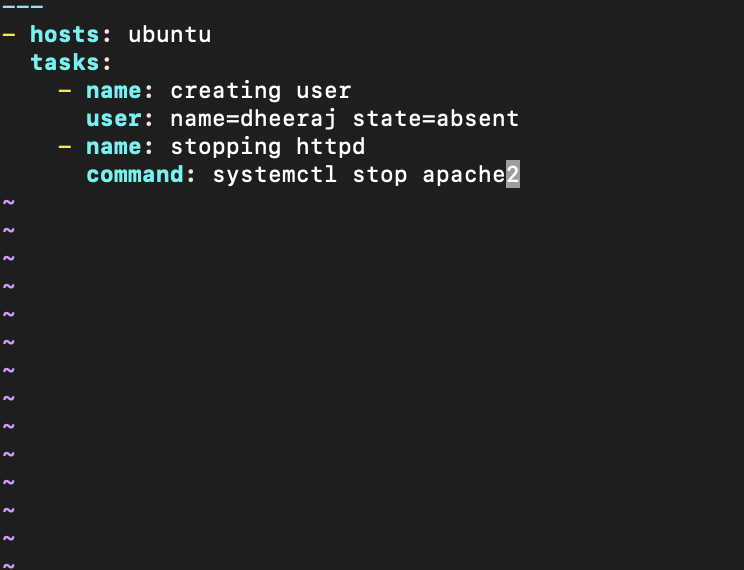 ---
- hosts: ubuntu
  tasks:
    - name: creating user
      user: name=dheeraj state=absent
    - name: stopping httpd
      command: systemctl stop apache2
~
~
~
~
~
~
~
~
~
~
~
~
~
~